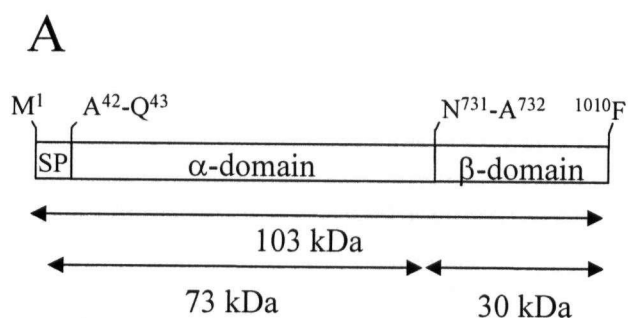 A
M¹ A⁴²-Q⁴³ N⁷³¹-A⁷³² ¹⁰¹⁰F
SP α-domain β-domain
103 kDa
73 kDa 30 kDa